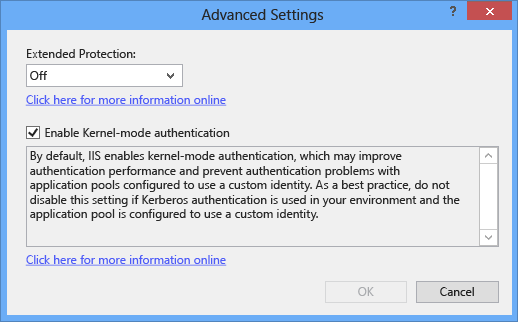 Advanced Settings
?
Extended Protection:
Off
Click here for more information online
Enable Kernel-mode authentication
By default, IIS enables kernel-mode authentication, which may improve
authentication performance and prevent authentication problems with
application pools configured to use a custom identity. As a best practice, do not
disable this setting if Kerberos authentication is used in your environment and the
application pool is configured to use a custom identity.
Click here for more information online
OK
Cancel